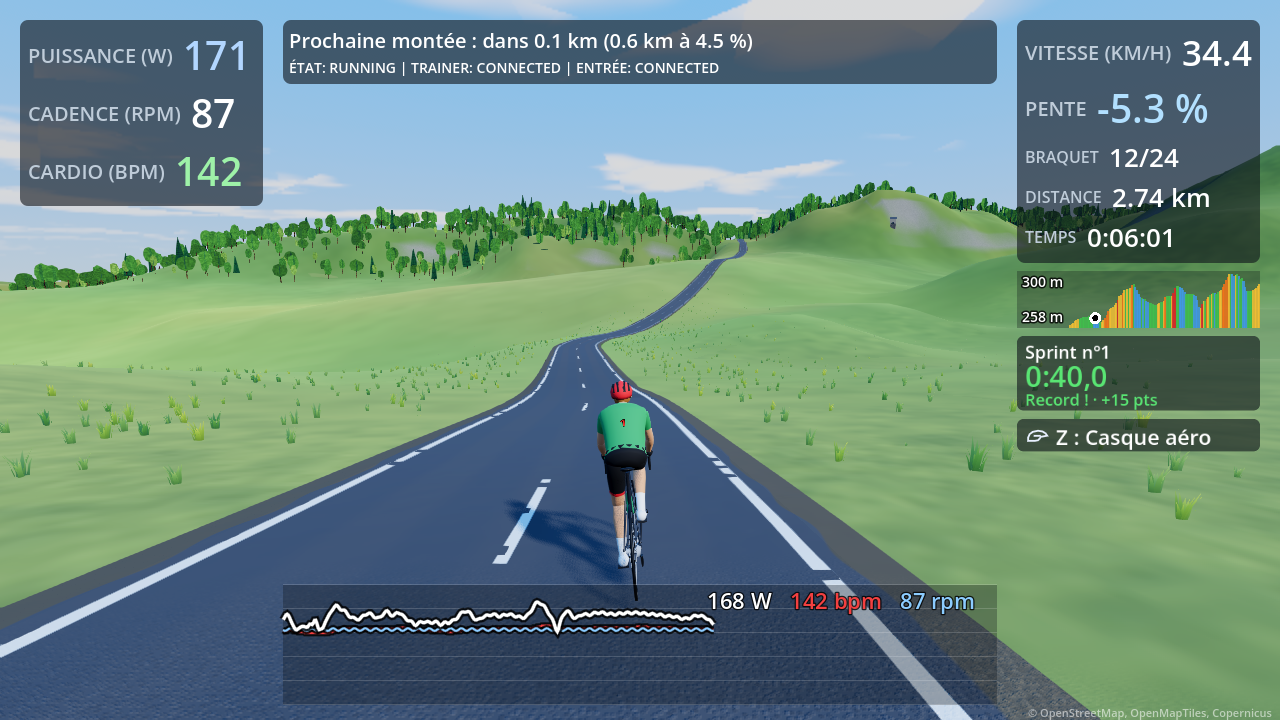 PUISSANCE (W) 171
CADENCE (RPM) 87
CARDIO (BPM) 142
Prochaine montée : dans 0.1 km (0.6 km à 4.5 %)
ÉTAT: RUNNING | TRAINER: CONNECTED | ENTRÉE: CONNECTED
VITESSE (KM/H) 34.4
PENTE -5.3 %
BRAQUET 12/24
DISTANCE 2.74 km
TEMPS 0:06:01
300 m
258 m
Sprint n°1
0:40,0
Record ! · +15 pts
Z : Casque aéro
1
168 W 142 bpm 87 rpm
© OpenStreetMap, OpenMapTiles, Copernicus